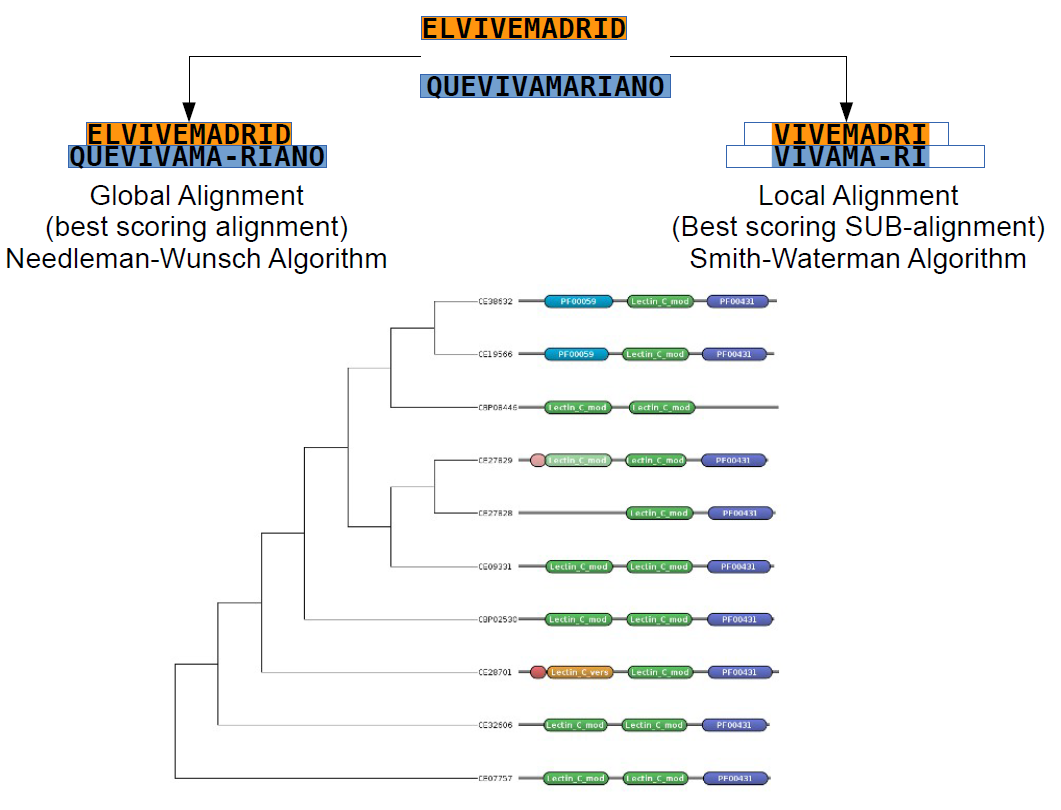 ELVIVEMADRID
QUEVIVAMARIANO
ELVIVEMADRID
QUEVIVAMA-RIANO
Global Alignment
(best scoring alignment)
Needleman-Wunsch Algorithm
VIVEMADRI
VIVAMA-RI
Local Alignment
(Best scoring SUB-alignment)
Smith-Waterman Algorithm
CE38632 PF00059 Lectin_C_mod PF00431
CE19566 PF00059 Lectin_C_mod PF00431
CBP08446 Lectin_C_mod Lectin_C_mod
CE27829 Lectin_C_mod Lectin_C_mod PF00431
CE27828 Lectin_C_mod PF00431
CE09331 Lectin_C_mod Lectin_C_mod PF00431
CBP02530 Lectin_C_mod Lectin_C_mod PF00431
CE28701 Lectin_C_vers Lectin_C_mod PF00431
CE32606 Lectin_C_mod Lectin_C_mod PF00431
CE07757 Lectin_C_mod Lectin_C_mod PF00431